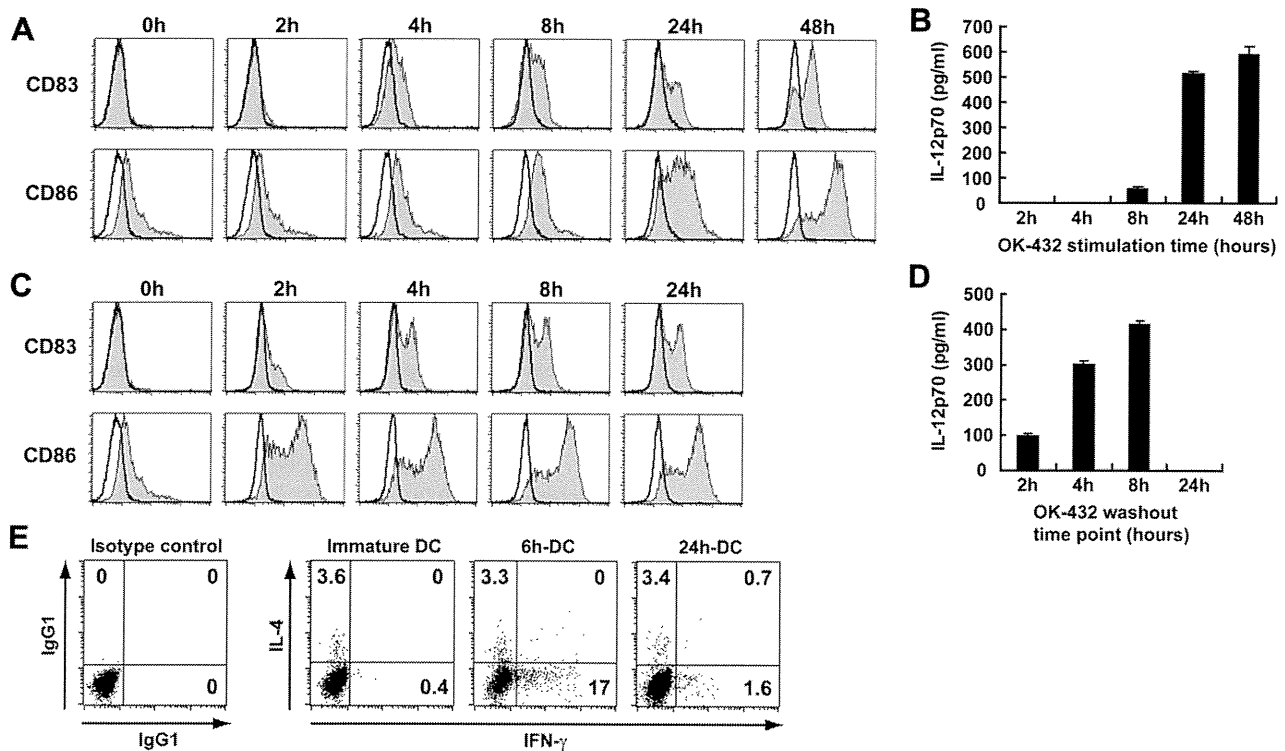 A
0h 2h 4h 8h 24h 48h
CD83
CD86
B
IL-12p70 (pg/ml)
700
600
500
400
300
200
100
0
2h 4h 8h 24h 48h
OK-432 stimulation time (hours)
C
0h 2h 4h 8h 24h
CD83
CD86
D
IL-12p70 (pg/ml)
500
400
300
200
100
0
2h 4h 8h 24h
OK-432 washout
time point (hours)
E
Isotype control Immature DC 6h-DC 24h-DC
IgG1
0 0
0
IgG1
IL-4
3.6 0
0.4
3.3 0
17
3.4 0.7
1.6
IFN-γ